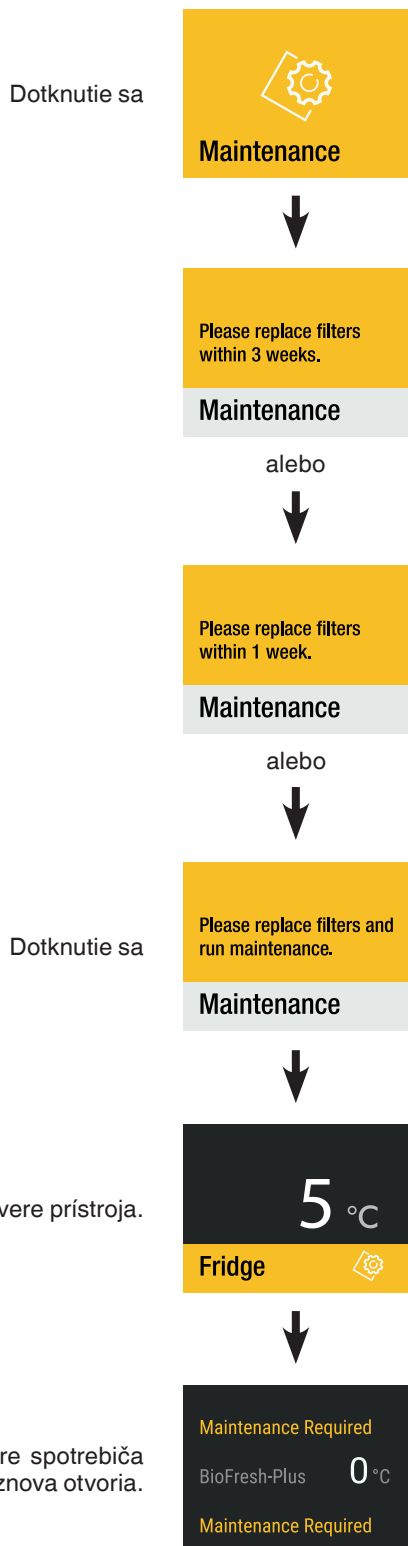 Dotknutie sa
Maintenance
Please replace filters
within 3 weeks.
Maintenance
alebo
Please replace filters
within 1 week.
Maintenance
alebo
Dotknutie sa
Please replace filters and
run maintenance.
Maintenance
vere prístroja.
5 °C
Fridge
re spotrebiča
znova otvoria.
Maintenance Required
BioFresh-Plus 0 °C
Maintenance Required